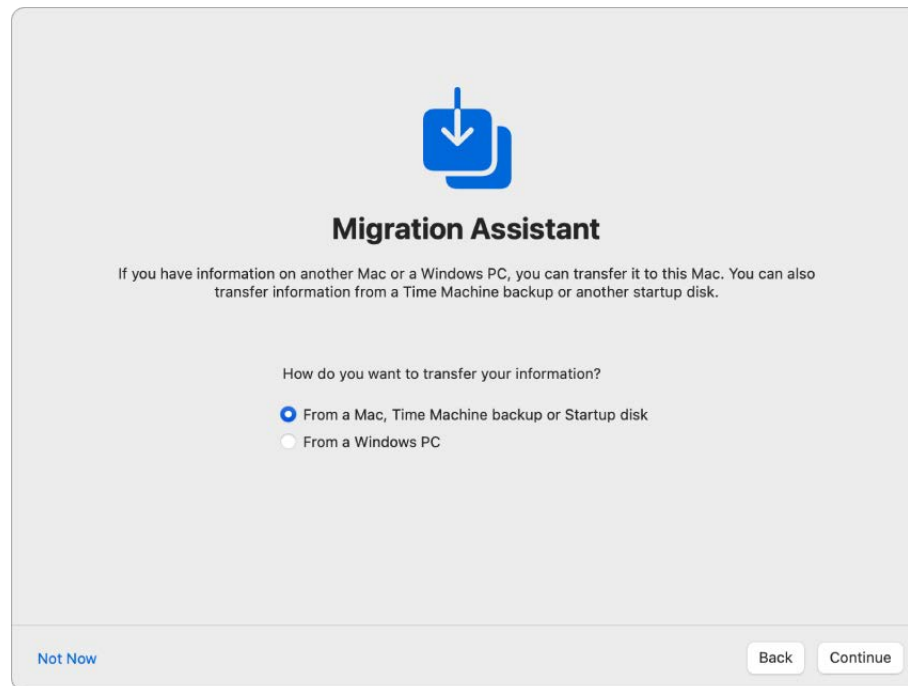 Migration Assistant
If you have information on another Mac or a Windows PC, you can transfer it to this Mac. You can also
transfer information from a Time Machine backup or another startup disk.
How do you want to transfer your information?
From a Mac, Time Machine backup or Startup disk
From a Windows PC
Not Now
Back
Continue